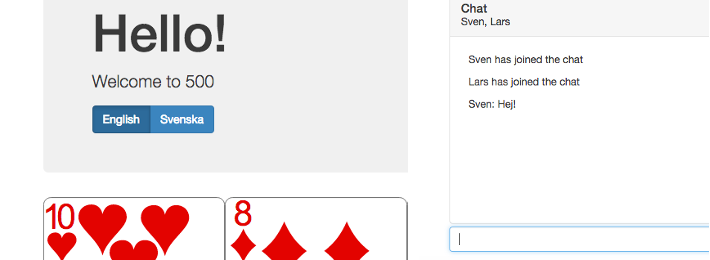 Hello!
Welcome to 500
English Svenska
10
8
Chat
Sven, Lars
Sven has joined the chat
Lars has joined the chat
Sven: Hej!